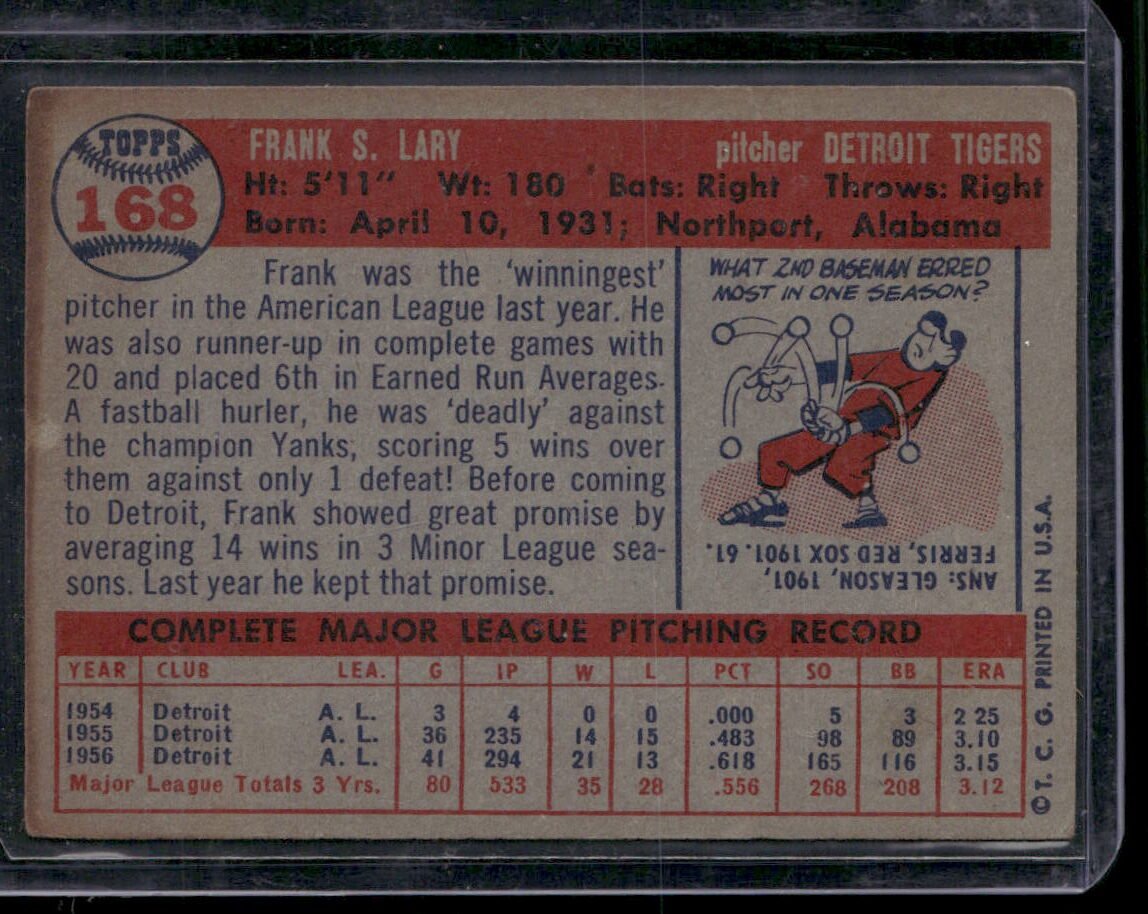 TOPPS
168
FRANK S. LARY pitcher DETROIT TIGERS
Ht: 5'11" Wt: 180 Bats: Right Throws: Right
Born: April 10, 1931; Northport, Alabama
Frank was the 'winningest'
pitcher in the American League last year. He
was also runner-up in complete games with
20 and placed 6th in Earned Run Averages.
A fastball hurler, he was 'deadly' against
the champion Yanks, scoring 5 wins over
them against only 1 defeat! Before coming
to Detroit, Frank showed great promise by
averaging 14 wins in 3 Minor League sea-
sons. Last year he kept that promise.
WHAT 2ND BASEMAN ERRED
MOST IN ONE SEASON?
ANS: GLEASON, 1901,
FERRIS, RED SOX 1901. 61.
COMPLETE MAJOR LEAGUE PITCHING RECORD
YEAR CLUB LEA. G IP W L PCT SO BB ERA
1954 Detroit A. L. 3 4 0 0 .000 5 3 2 25
1955 Detroit A. L. 36 235 14 15 .483 98 89 3.10
1956 Detroit A. L. 41 294 21 13 .618 165 116 3.15
Major League Totals 3 Yrs. 80 533 35 28 .556 268 208 3.12
©T. C. G. PRINTED IN U.S.A.